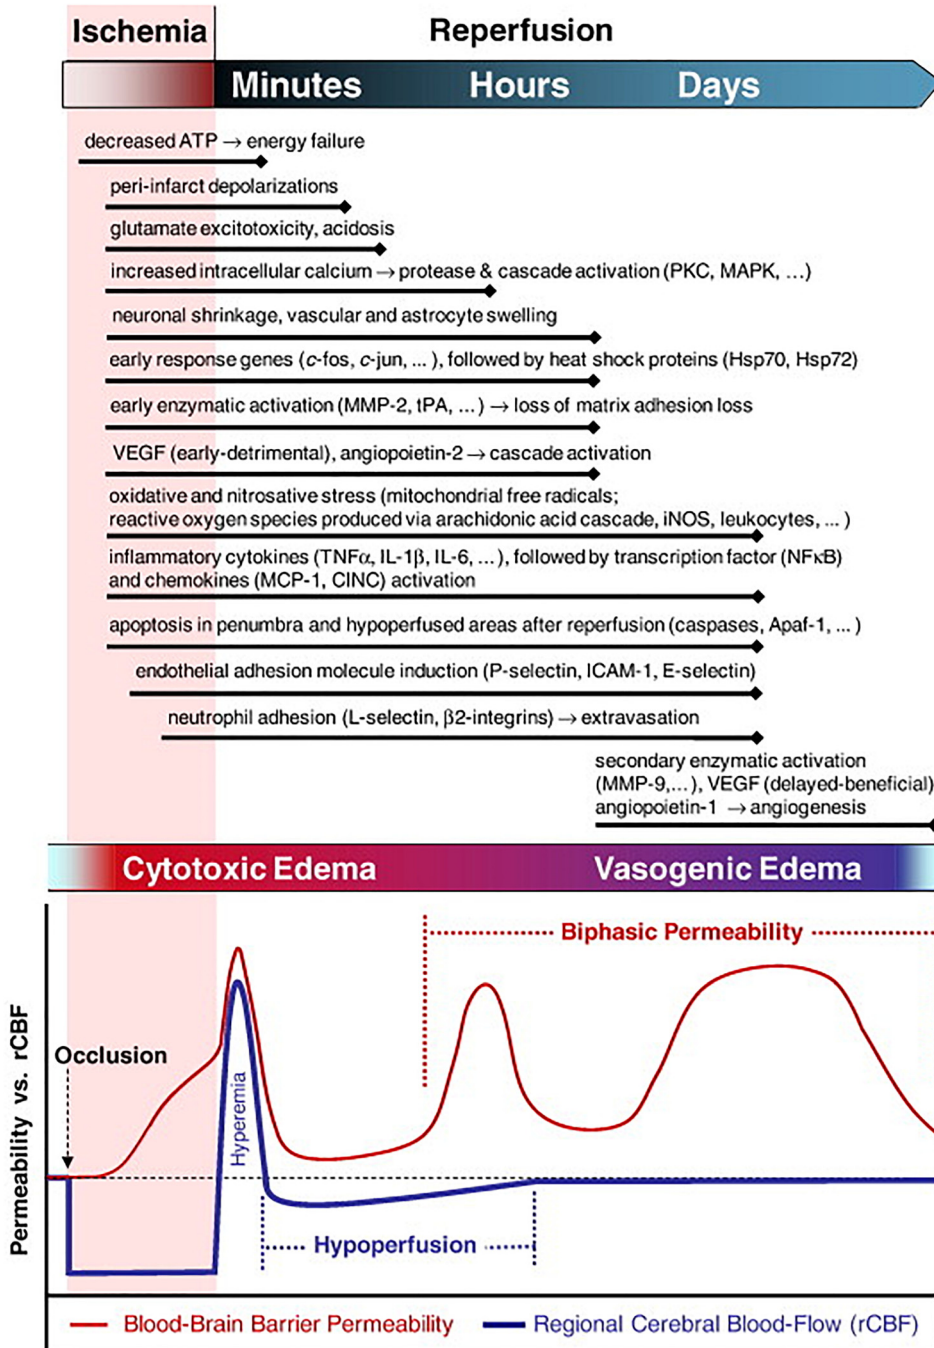 Ischemia
Reperfusion
Minutes
Hours
Days
decreased ATP → energy failure
peri-infarct depolarizations
glutamate excitotoxicity, acidosis
increased intracellular calcium → protease & cascade activation (PKC, MAPK, …)
neuronal shrinkage, vascular and astrocyte swelling
early response genes (c-fos, c-jun, ... ), followed by heat shock proteins (Hsp70, Hsp72)
early enzymatic activation (MMP-2, tPA, …) → loss of matrix adhesion loss
VEGF (early-detrimental), angiopoietin-2 → cascade activation
oxidative and nitrosative stress (mitochondrial free radicals;
reactive oxygen species produced via arachidonic acid cascade, iNOS, leukocytes, ... )
inflammatory cytokines (TNFα, IL-1β, IL-6, …), followed by transcription factor (NFκB)
and chemokines (MCP-1, CINC) activation
apoptosis in penumbra and hypoperfused areas after reperfusion (caspases, Apaf-1, ... )
endothelial adhesion molecule induction (P-selectin, ICAM-1, E-selectin)
neutrophil adhesion (L-selectin, β2-integrins) → extravasation
secondary enzymatic activation
(MMP-9,…), VEGF (delayed-beneficial)
angiopoietin-1 → angiogenesis
Cytotoxic Edema
Vasogenic Edema
Biphasic Permeability
Permeability vs. rCBF
Occlusion
Hyperemia
Hypoperfusion
Blood-Brain Barrier Permeability
Regional Cerebral Blood-Flow (rCBF)